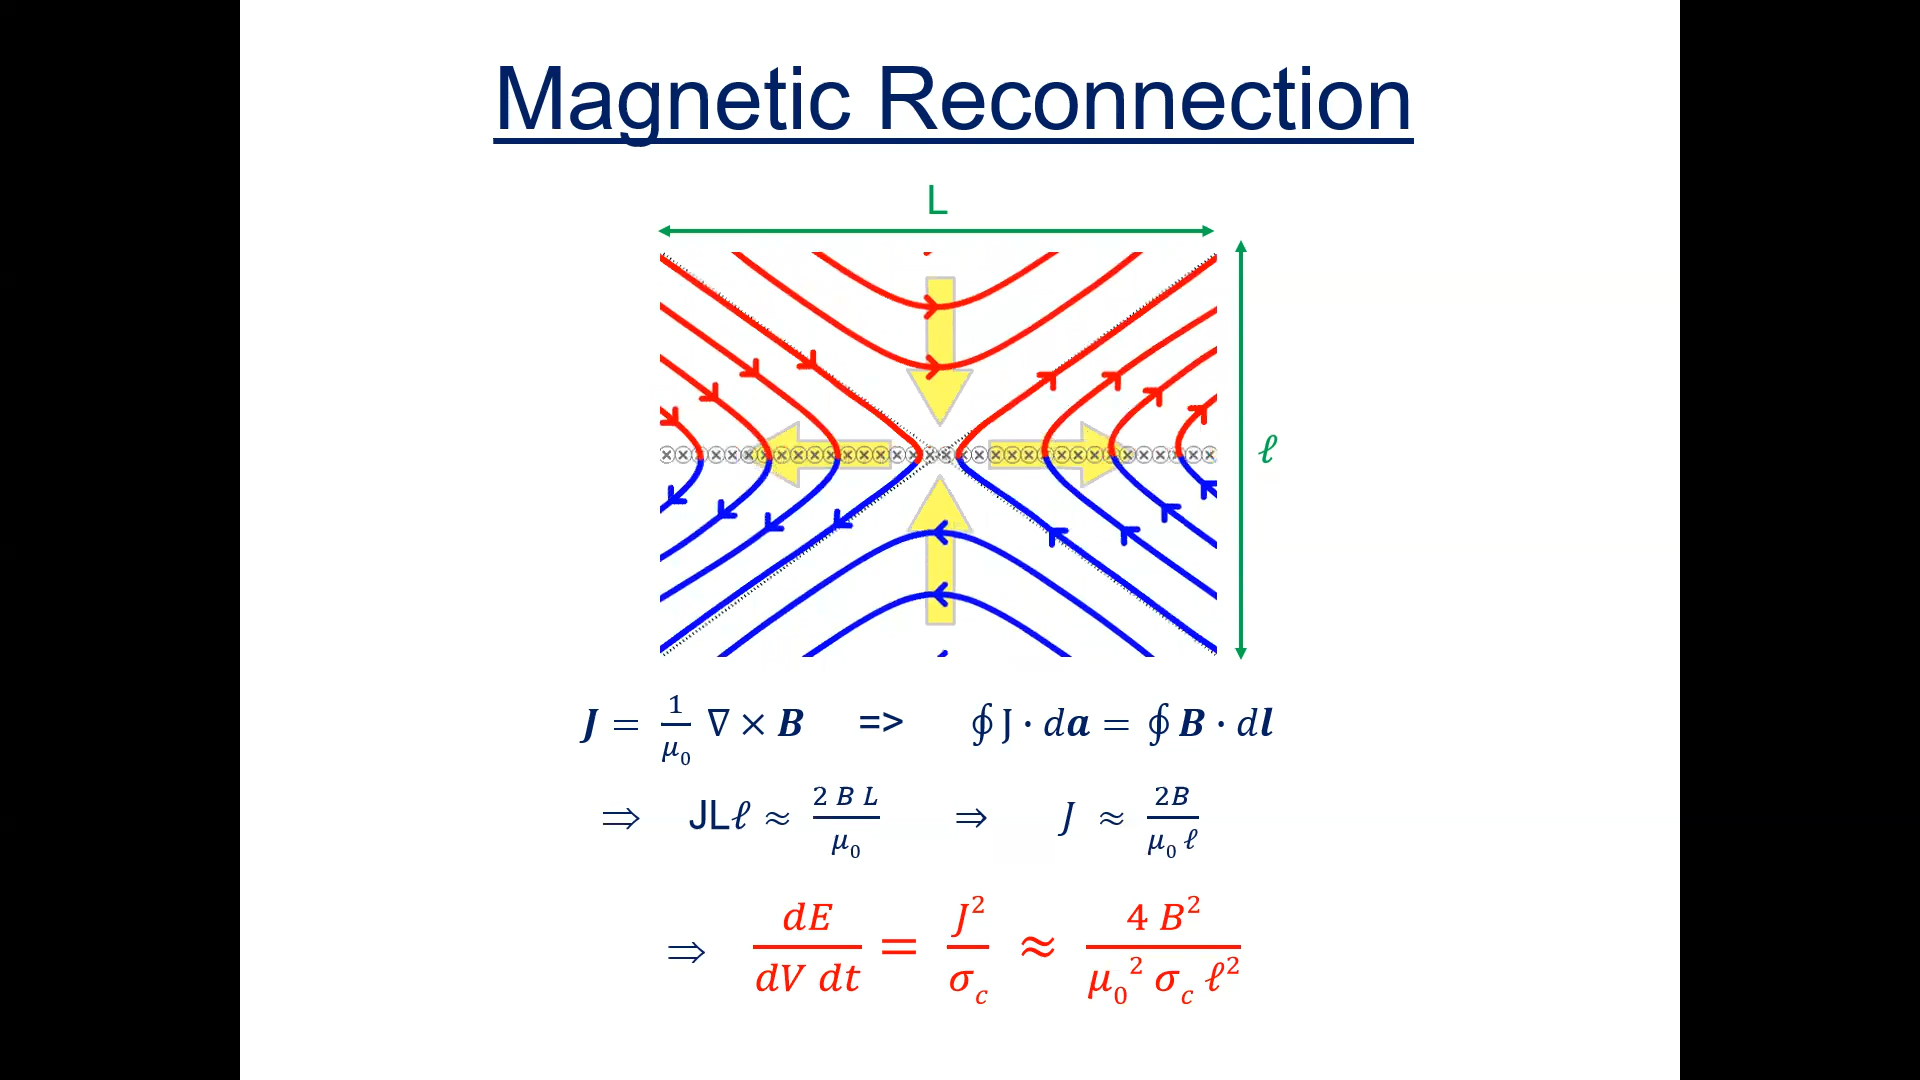 Magnetic Reconnection
L
ℓ
𝑱 = 1/μ₀ ∇ × 𝑩 => ∮ J · d𝒂 = ∮ 𝑩 · d𝒍
⇒ JLℓ ≈ 2 B L / μ₀ ⇒ J ≈ 2B / μ₀ ℓ
⇒ dE / dV dt = J² / σ_c ≈ 4 B² / μ₀² σ_c ℓ²